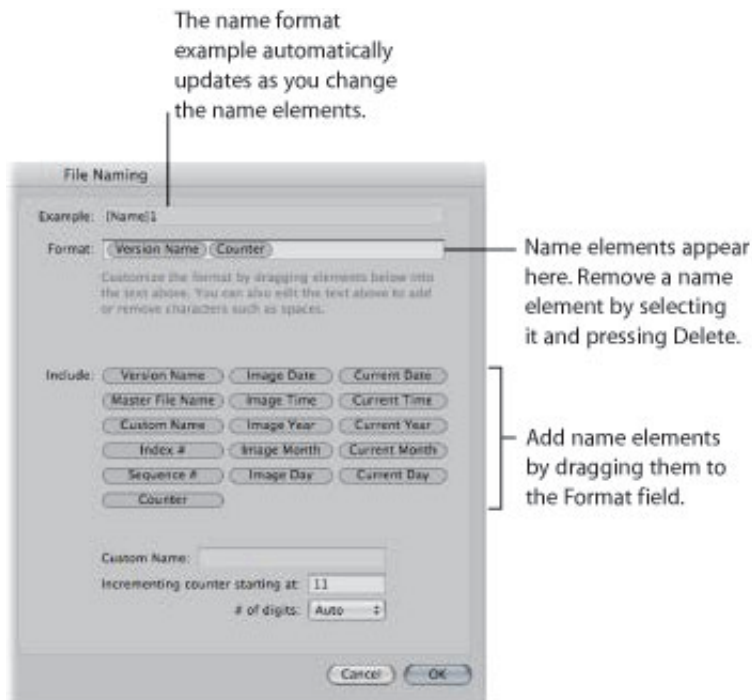 The name format
example automatically
updates as you change
the name elements.
File Naming
Example: [Name]1
Format: Version Name Counter
Customize the format by dragging elements below into
the text above. You can also edit the text above to add
or remove characters such as spaces.
Name elements appear
here. Remove a name
element by selecting
it and pressing Delete.
Include: Version Name Image Date Current Date
Master File Name Image Time Current Time
Custom Name Image Year Current Year
Index # Image Month Current Month
Sequence # Image Day Current Day
Counter
Add name elements
by dragging them to
the Format field.
Custom Name:
Incrementing counter starting at: 11
# of digits: Auto
Cancel OK